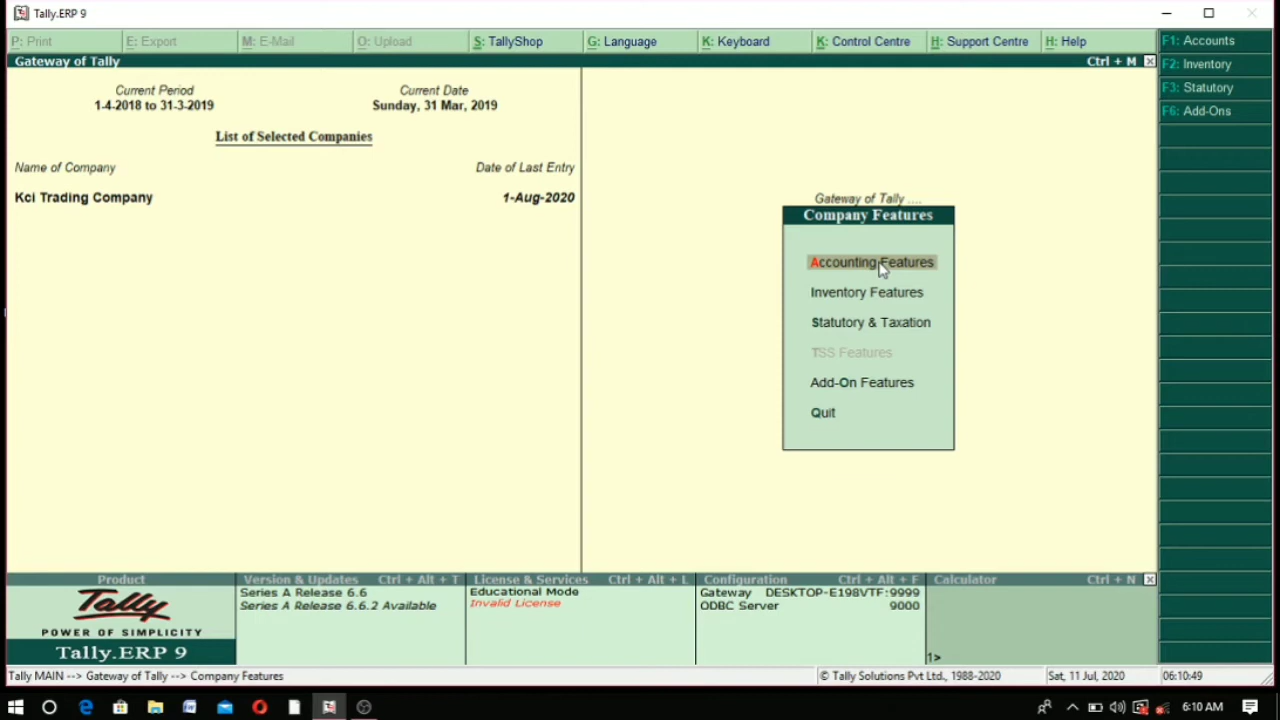 Tally.ERP 9
P: Print
E: Export
M: E-Mail
O: Upload
S: TallyShop
G: Language
K: Keyboard
K: Control Centre
H: Support Centre
H: Help
F1: Accounts
F2: Inventory
F3: Statutory
F6: Add-Ons
Gateway of Tally
Ctrl + M
Current Period
1-4-2018 to 31-3-2019
Current Date
Sunday, 31 Mar, 2019
List of Selected Companies
Name of Company
Date of Last Entry
Kci Trading Company
1-Aug-2020
Gateway of Tally ....
Company Features
Accounting Features
Inventory Features
Statutory & Taxation
TSS Features
Add-On Features
Quit
Product
Tally
POWER OF SIMPLICITY
Tally.ERP 9
Version & Updates Ctrl + Alt + T
Series A Release 6.6
Series A Release 6.6.2 Available
License & Services Ctrl + Alt + L
Educational Mode
Invalid License
Configuration Ctrl + Alt + F
Gateway DESKTOP-E198VTF:9999
ODBC Server 9000
Calculator Ctrl + N
1>
Tally MAIN --> Gateway of Tally --> Company Features
© Tally Solutions Pvt Ltd., 1988-2020
Sat, 11 Jul, 2020
06:10:49
6:10 AM